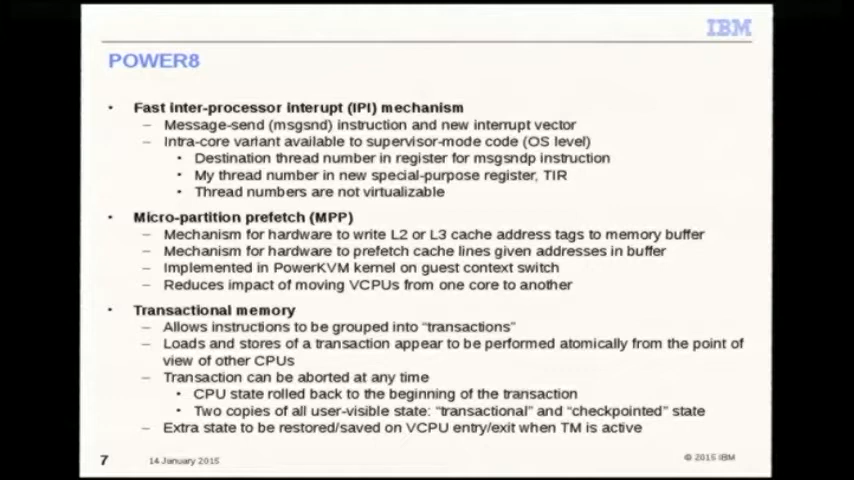 IBM
POWER8
• Fast inter-processor interupt (IPI) mechanism
– Message-send (msgsnd) instruction and new interrupt vector
– Intra-core variant available to supervisor-mode code (OS level)
• Destination thread number in register for msgsndp instruction
• My thread number in new special-purpose register, TIR
• Thread numbers are not virtualizable
• Micro-partition prefetch (MPP)
– Mechanism for hardware to write L2 or L3 cache address tags to memory buffer
– Mechanism for hardware to prefetch cache lines given addresses in buffer
– Implemented in PowerKVM kernel on guest context switch
– Reduces impact of moving VCPUs from one core to another
• Transactional memory
– Allows instructions to be grouped into “transactions”
– Loads and stores of a transaction appear to be performed atomically from the point of
view of other CPUs
– Transaction can be aborted at any time
• CPU state rolled back to the beginning of the transaction
• Two copies of all user-visible state: “transactional” and “checkpointed” state
– Extra state to be restored/saved on VCPU entry/exit when TM is active
7 14 January 2015 © 2015 IBM